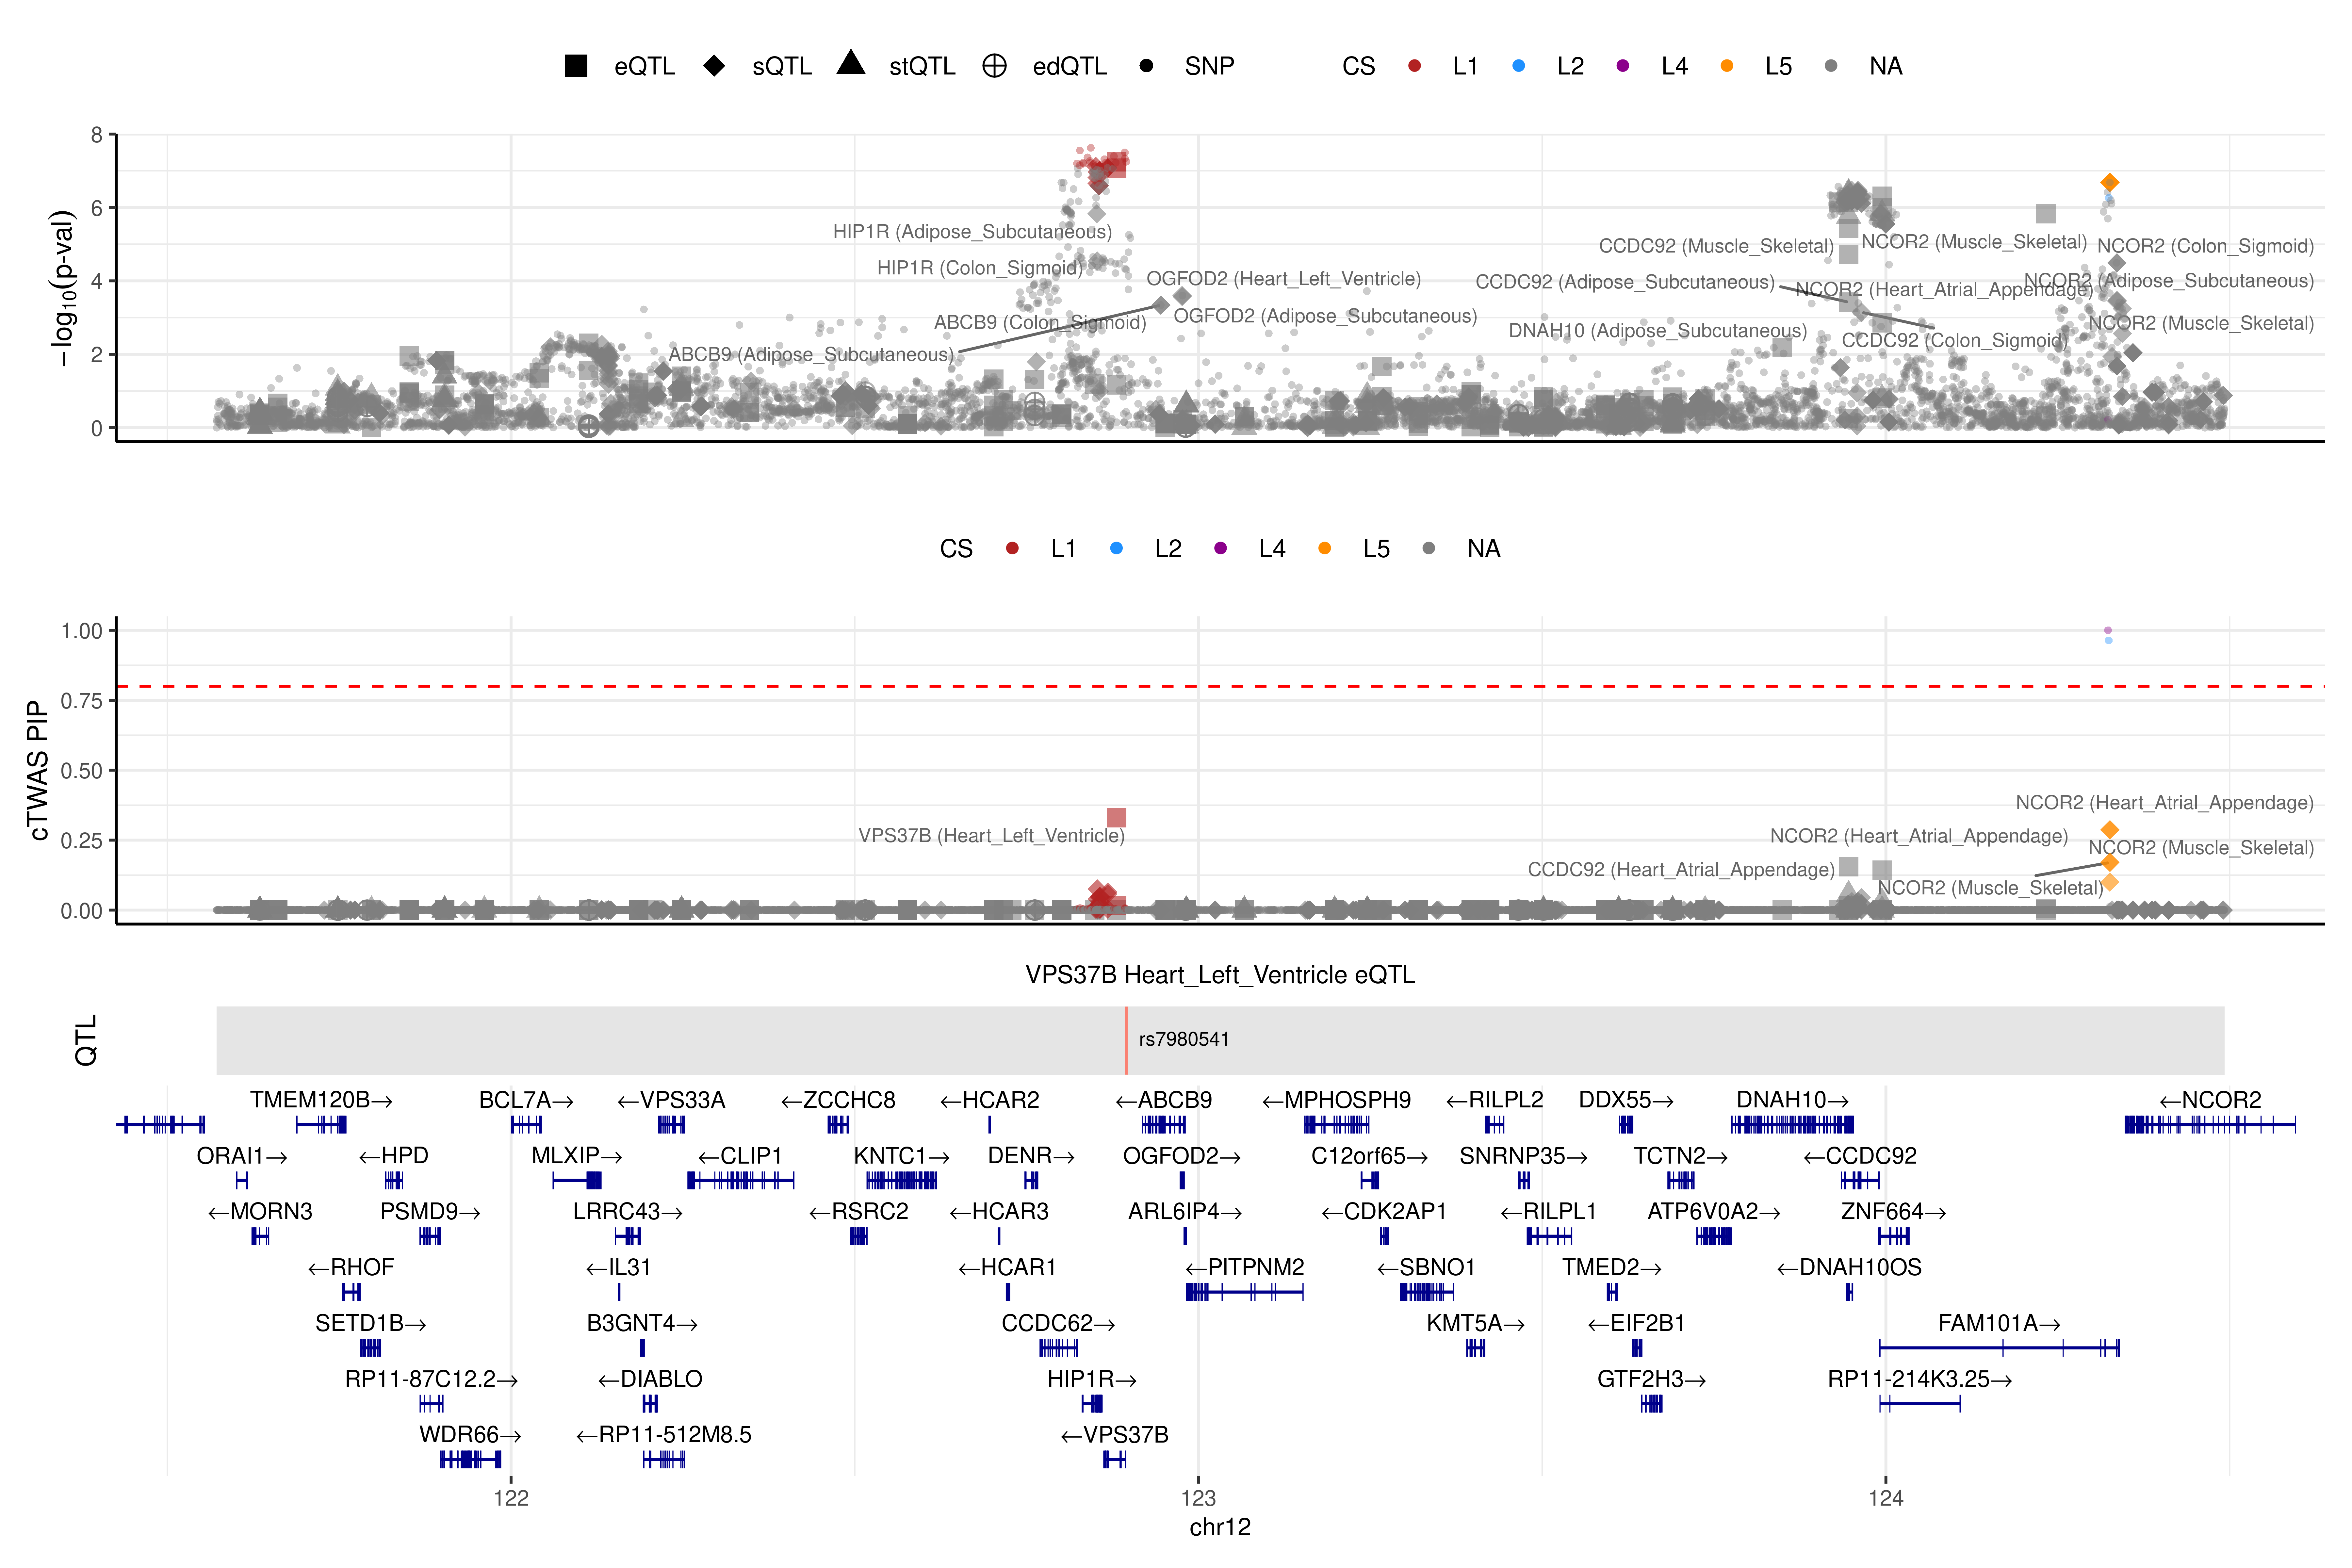 eQTL sQTL stQTL edQTL SNP CS L1 L2 L4 L5 NA
−log10(p-val)
8
6
4
2
0
HIP1R (Adipose_Subcutaneous)
HIP1R (Colon_Sigmoid)
ABCB9 (Colon_Sigmoid)
ABCB9 (Adipose_Subcutaneous)
OGFOD2 (Heart_Left_Ventricle)
OGFOD2 (Adipose_Subcutaneous)
CCDC92 (Muscle_Skeletal)
NCOR2 (Muscle_Skeletal)
NCOR2 (Colon_Sigmoid)
CCDC92 (Adipose_Subcutaneous)
NCOR2 (Adipose_Subcutaneous)
NCOR2 (Heart_Atrial_Appendage)
DNAH10 (Adipose_Subcutaneous)
CCDC92 (Colon_Sigmoid)
NCOR2 (Muscle_Skeletal)
CS L1 L2 L4 L5 NA
cTWAS PIP
1.00
0.75
0.50
0.25
0.00
VPS37B (Heart_Left_Ventricle)
NCOR2 (Heart_Atrial_Appendage)
NCOR2 (Heart_Atrial_Appendage)
NCOR2 (Muscle_Skeletal)
CCDC92 (Heart_Atrial_Appendage)
NCOR2 (Muscle_Skeletal)
VPS37B Heart_Left_Ventricle eQTL
QTL
rs7980541
TMEM120B→ BCL7A→ ←VPS33A ←ZCCHC8 ←HCAR2 ←ABCB9 ←MPHOSPH9 ←RILPL2 DDX55→ DNAH10→ ←NCOR2
ORAI1→ ←HPD MLXIP→ ←CLIP1 KNTC1→ DENR→ OGFOD2→ C12orf65→ SNRNP35→ TCTN2→ ←CCDC92
←MORN3 PSMD9→ LRRC43→ ←RSRC2 ←HCAR3 ARL6IP4→ ←CDK2AP1 ←RILPL1 ATP6V0A2→ ZNF664→
←RHOF ←IL31 ←HCAR1 ←PITPNM2 ←SBNO1 TMED2→ ←DNAH10OS
SETD1B→ B3GNT4→ CCDC62→ KMT5A→ ←EIF2B1 FAM101A→
RP11-87C12.2→ ←DIABLO HIP1R→ GTF2H3→ RP11-214K3.25→
WDR66→ ←RP11-512M8.5 ←VPS37B
122 123 124
chr12